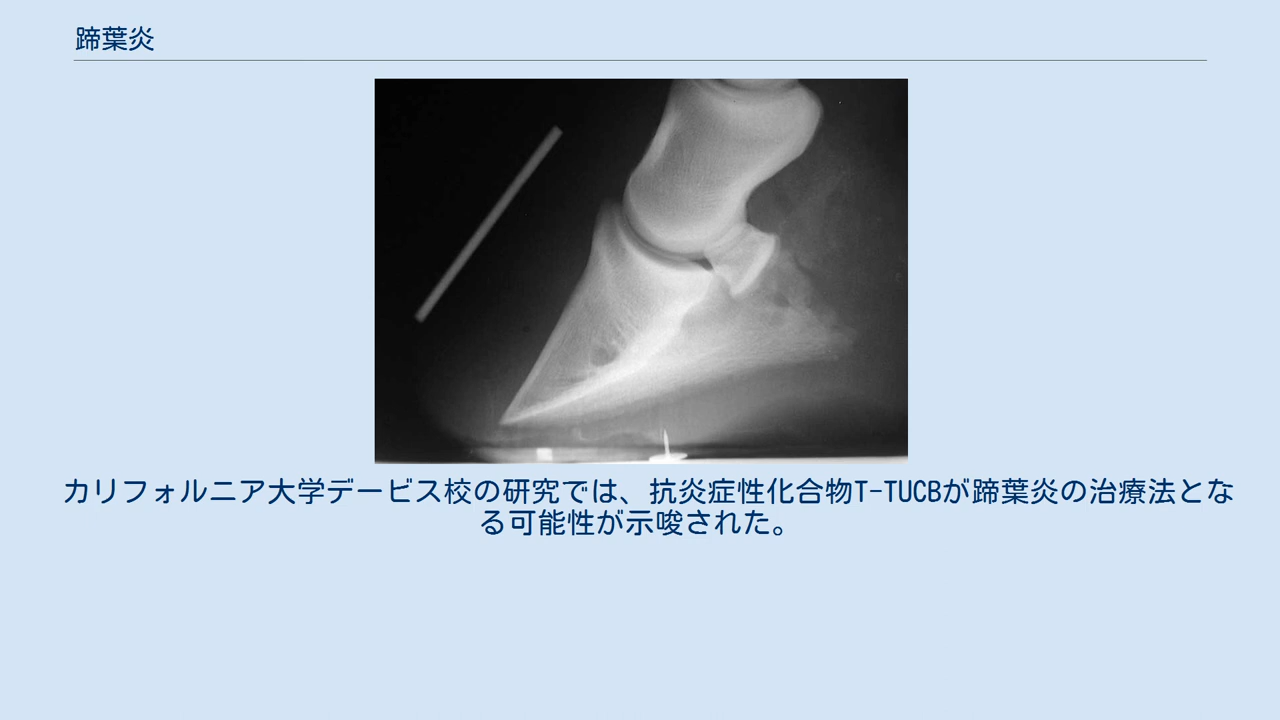 蹄葉炎
カリフォルニア大学デービス校の研究では、抗炎症性化合物T-TUCBが蹄葉炎の治療法とな
る可能性が示唆された。